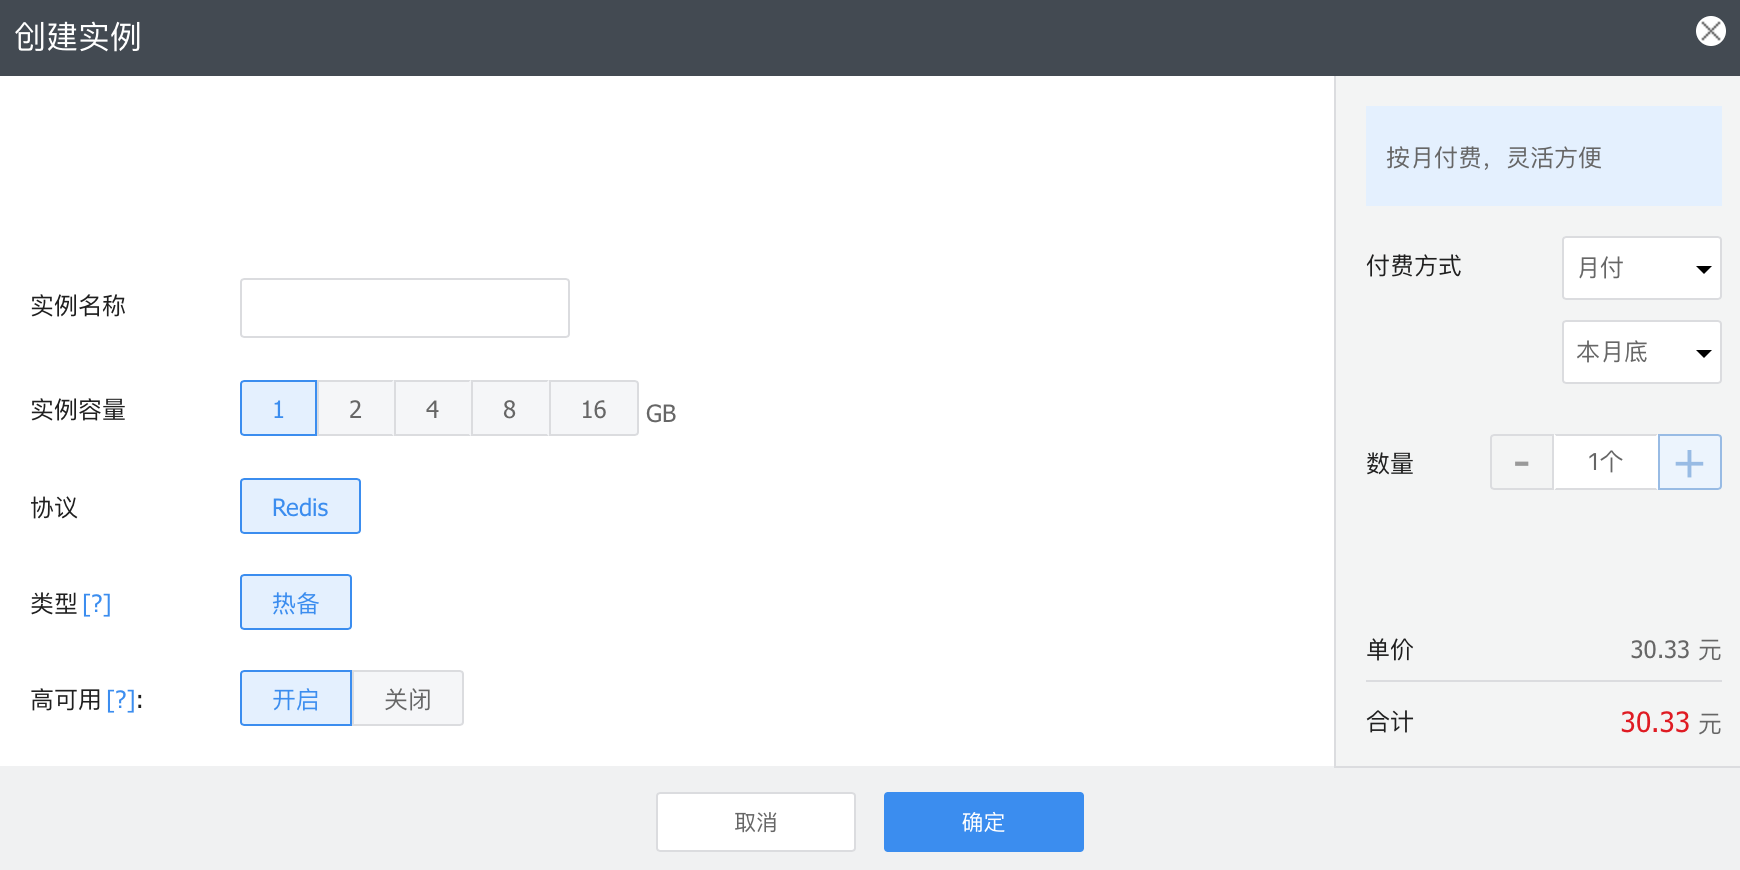 创建实例
实例名称
实例容量 1 2 4 8 16 GB
协议 Redis
类型 [?] 热备
高可用 [?]: 开启 关闭
按月付费，灵活方便
付费方式 月付
本月底
数量 - 1个 +
单价 30.33 元
合计 30.33 元
取消 确定